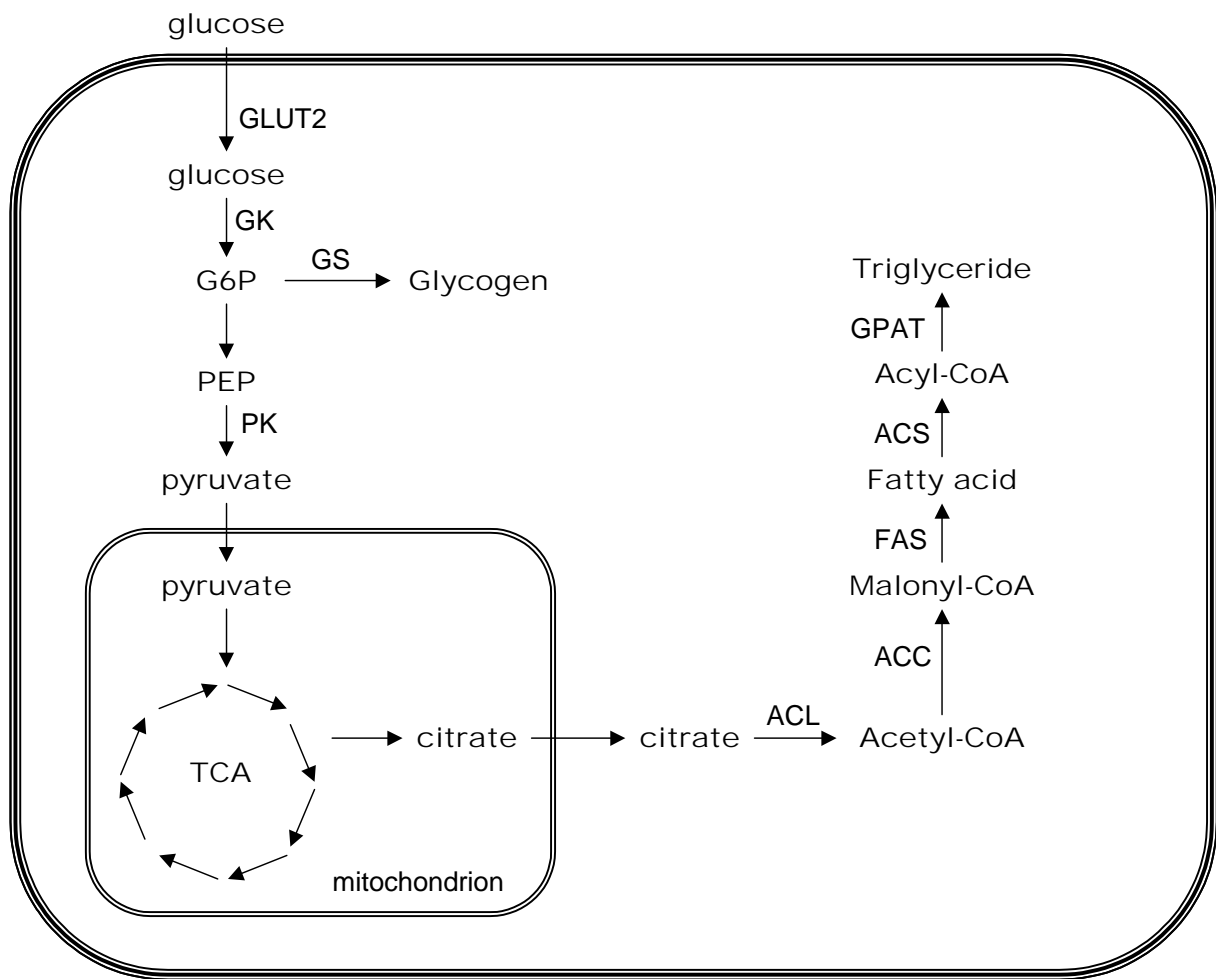 glucose
GLUT2
glucose
GK
G6P
GS
Glycogen
PEP
PK
pyruvate
pyruvate
TCA
mitochondrion
citrate
citrate
ACL
Acetyl-CoA
ACC
Malonyl-CoA
FAS
Fatty acid
ACS
Acyl-CoA
GPAT
Triglyceride